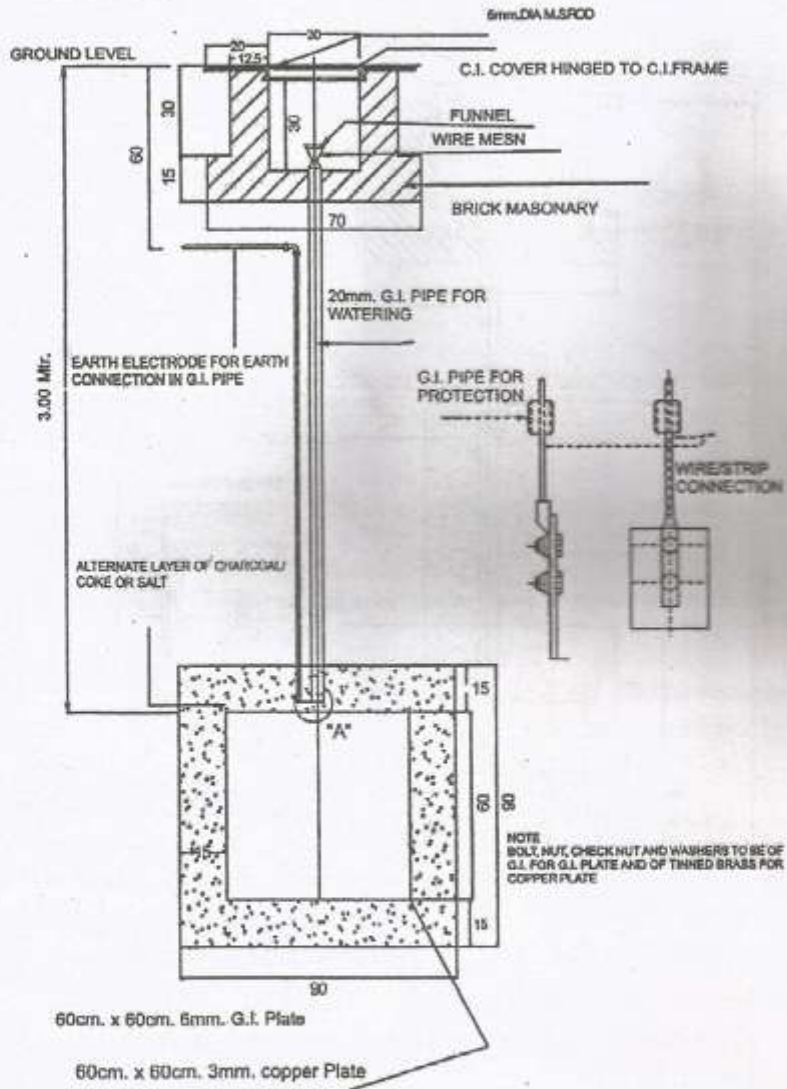 6mm.DIA M.SROD
20
20
12.5
GROUND LEVEL
C.I. COVER HINGED TO C.I.FRAME
30
30
60
15
FUNNEL
WIRE MESN
BRICK MASONARY
70
20mm. G.I. PIPE FOR
WATERING
EARTH ELECTRODE FOR EARTH
CONNECTION IN G.I. PIPE
3.00 Mtr.
G.I. PIPE FOR
PROTECTION
WIRE/STRIP
CONNECTION
ALTERNATE LAYER OF CHAROGAL/
COKE OR SALT
15
"A"
60
90
15
15
NOTE
BOLT, NUT, CHECK NUT AND WASHERS TO BE OF
G.I. FOR G.I. PLATE AND OF TINNED BRASS FOR
COPPER PLATE
90
60cm. x 60cm. 6mm. G.I. Plate
60cm. x 60cm. 3mm. copper Plate